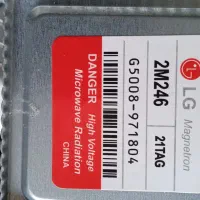 LG
Magnetron
2M246
21TAG
G5008-971804
DANGER
High Voltage
Microwave Radiation
CHINA